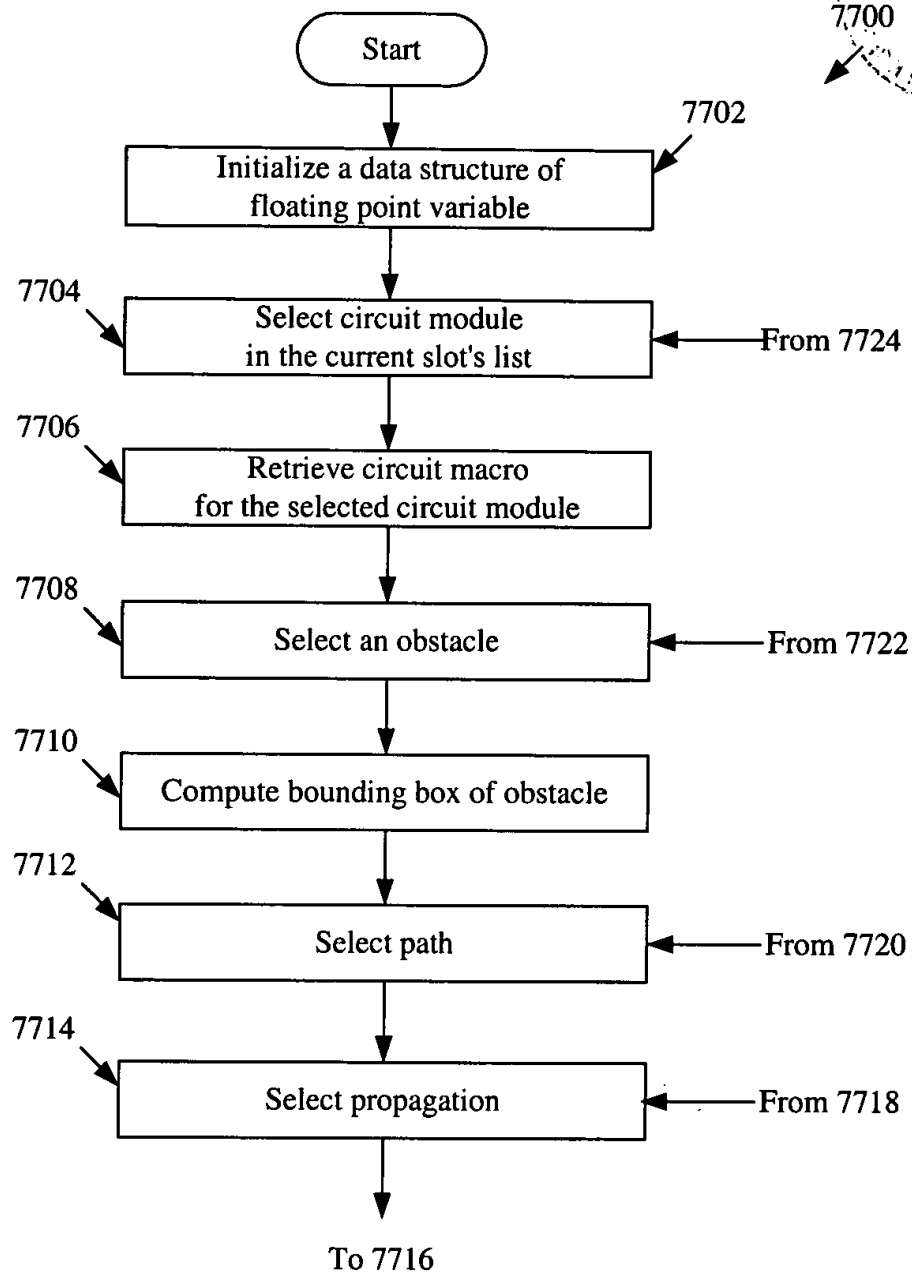 7700
Start
7702
Initialize a data structure of
floating point variable
7704
Select circuit module
in the current slot's list
From 7724
7706
Retrieve circuit macro
for the selected circuit module
7708
Select an obstacle
From 7722
7710
Compute bounding box of obstacle
7712
Select path
From 7720
7714
Select propagation
From 7718
To 7716